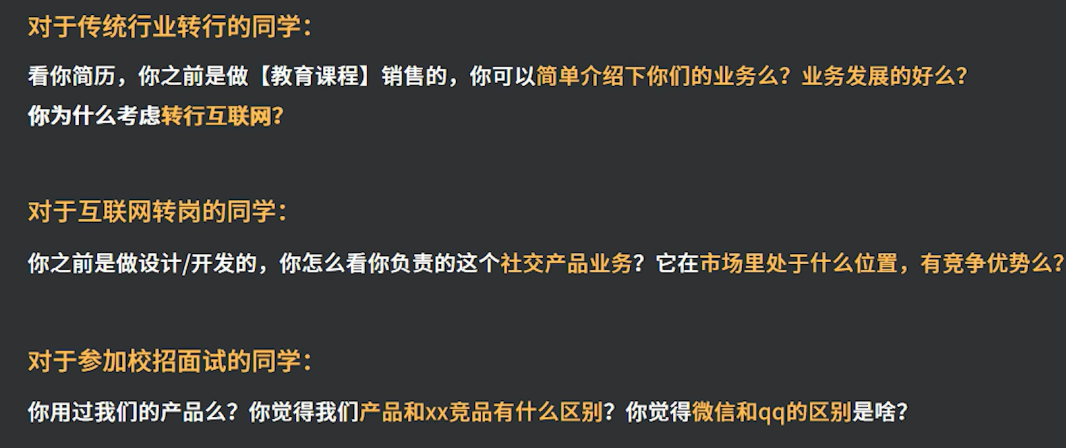 对于传统行业转行的同学：
看你简历，你之前是做【教育课程】销售的，你可以简单介绍下你们的业务么？业务发展的好么？
你为什么考虑转行互联网？
对于互联网转岗的同学：
你之前是做设计/开发的，你怎么看你负责的这个社交产品业务？它在市场里处于什么位置，有竞争优势么？
对于参加校招面试的同学：
你用过我们的产品么？你觉得我们产品和xx竞品有什么区别？你觉得微信和qq的区别是啥？